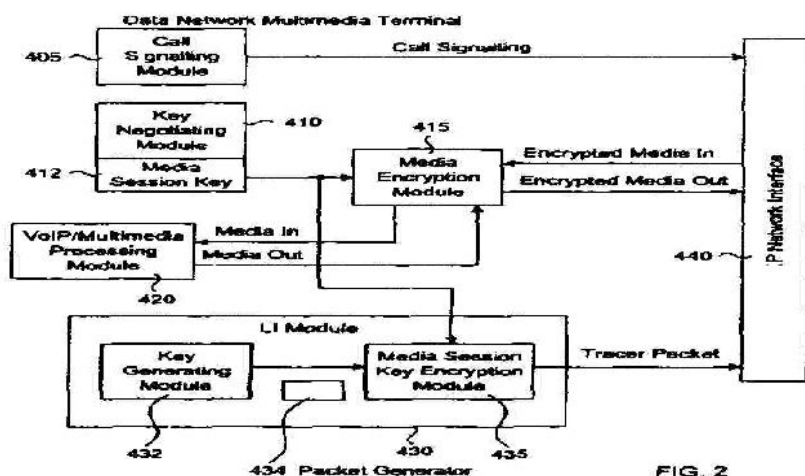 Data Network Multimedia Terminal
Call
Signalling
Module
405
Call Signalling
Key
Negotiating
Module
410
412
Media
Session Key
415
Media
Encryption
Module
Encrypted Media In
Encrypted Media Out
VoIP/Multimedia
Processing
Module
420
Media In
Media Out
440
IP Network Interface
LI Module
Key
Generating
Module
Media Session
Key Encryption
Module
Tracer Packet
432
434 Packet Generator
430
435
FIG. 2